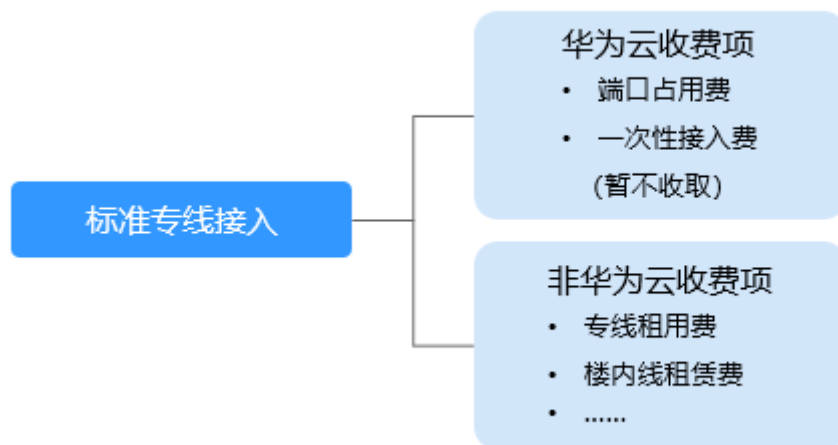 标准专线接入
华为云收费项
• 端口占用费
• 一次性接入费
(暂不收取)
非华为云收费项
• 专线租用费
• 楼内线租赁费
• ......